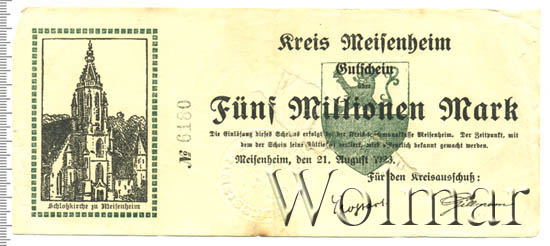 Kreis Meisenheim
Gutschein
über
Fünf Millionen Mark
Die Einlösung dieses Scheines erfolgt bei der Kreiskommunalkasse Meisenheim. Der Zeitpunkt, mit
dem der Schein seine Gültigkeit verliert, wird öffentlich bekannt gemacht werden.
Meisenheim, den 21. August 1923.
Für den Kreisausschuß:
№ 6180
Schloßkirche zu Meisenheim
Wolmar